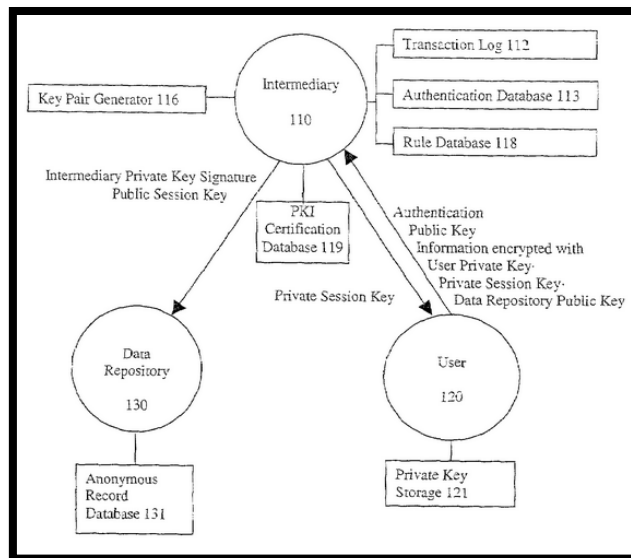 Transaction Log 112
Intermediary
110
Key Pair Generator 116
Authentication Database 113
Rule Database 118
Intermediary Private Key Signature
Public Session Key
PKI
Certification
Database 119
Authentication
Public Key
Information encrypted with
User Private Key·
Private Session Key·
Data Repository Public Key
Private Session Key
Data
Repository
130
User
120
Anonymous
Record
Database 131
Private Key
Storage 121